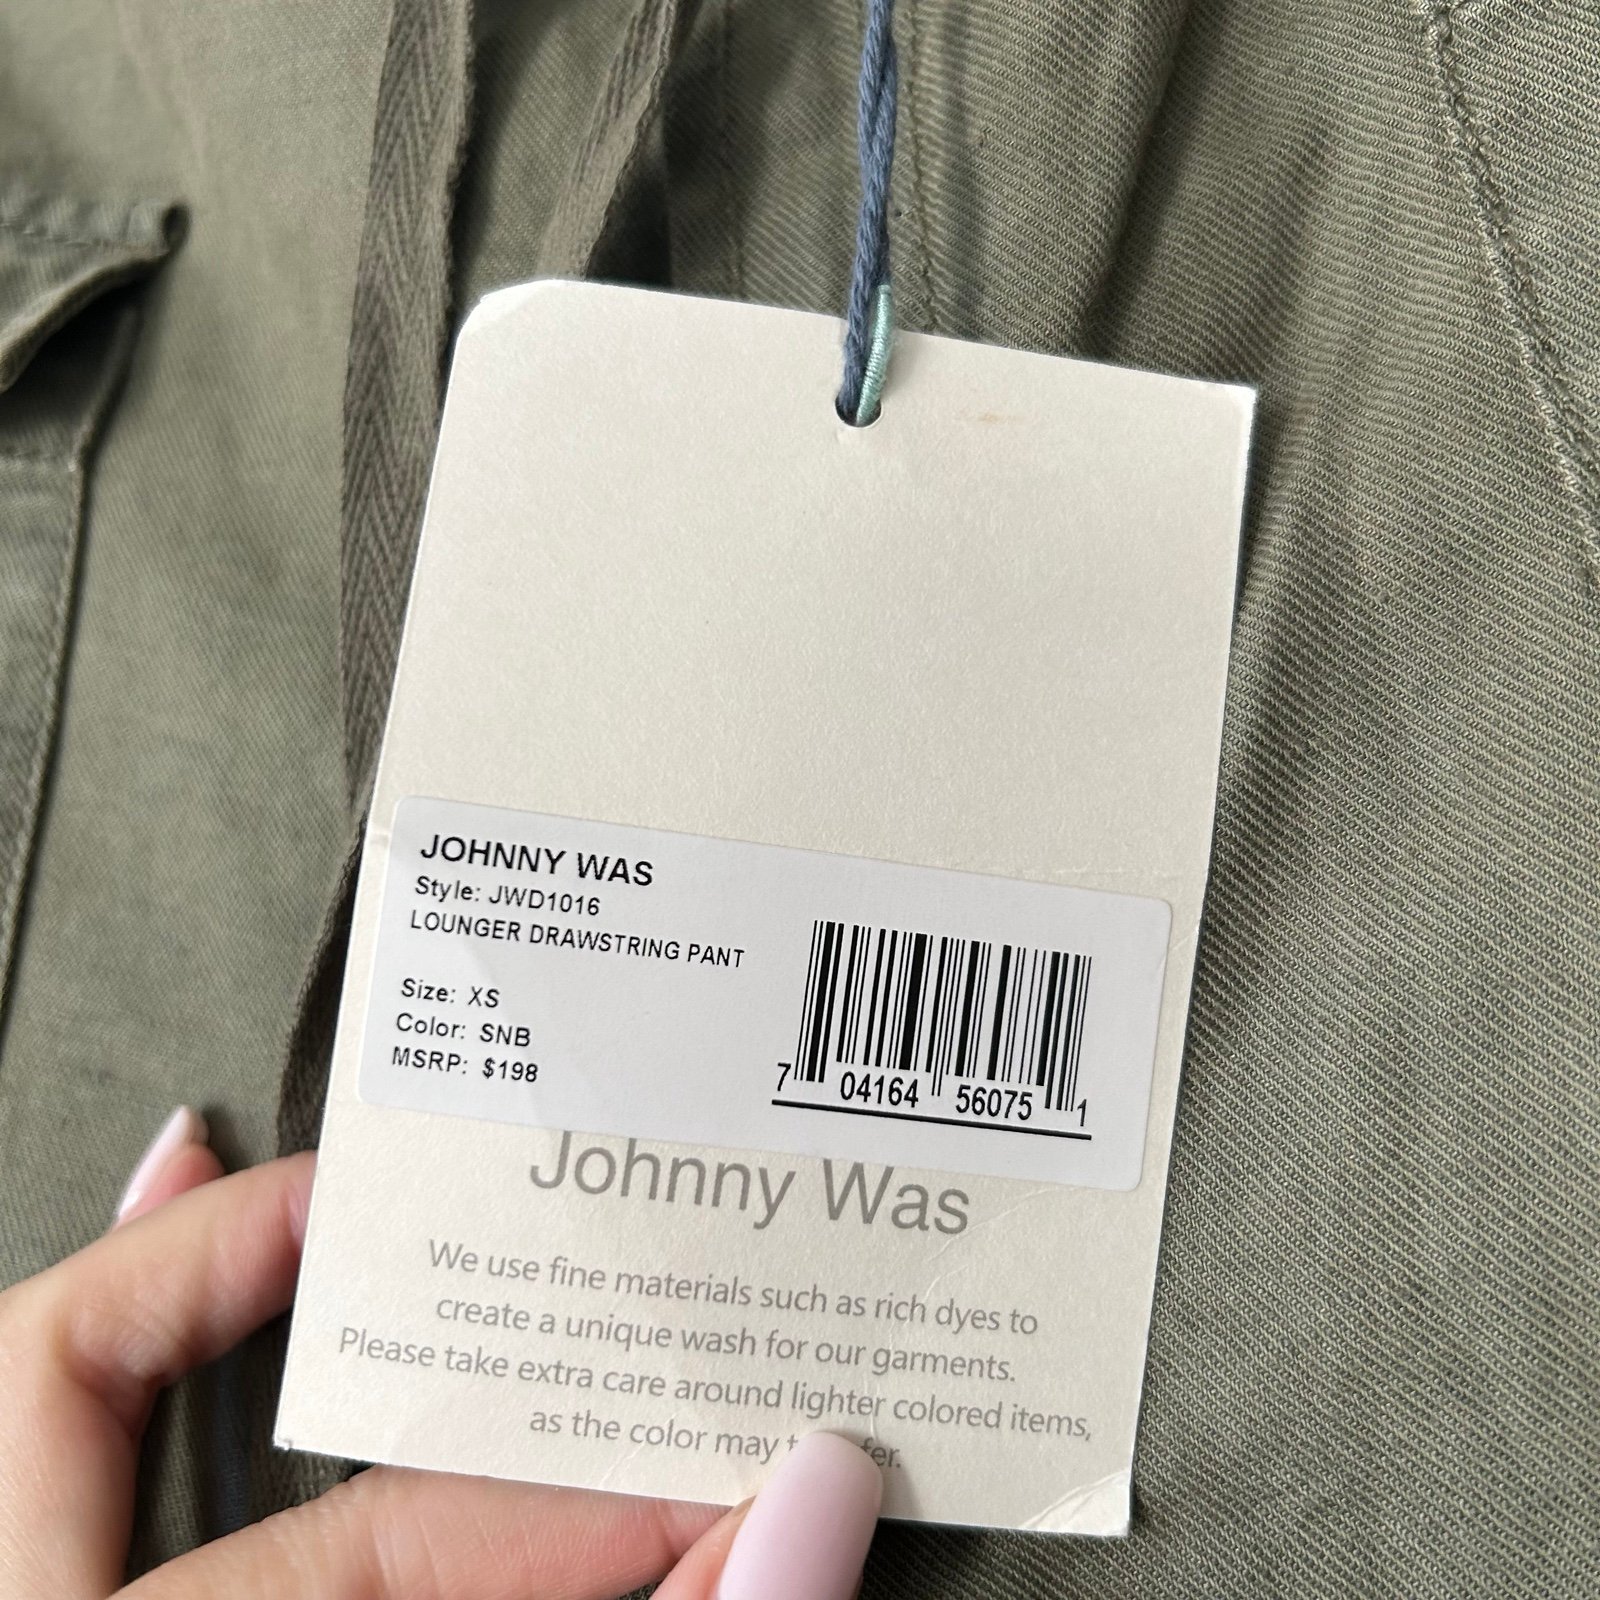 JOHNNY WAS
Style: JWD1016
LOUNGER DRAWSTRING PANT
Size: XS
Color: SNB
MSRP: $198
7 04164 56075 1
Johnny Was
We use fine materials such as rich dyes to
create a unique wash for our garments.
Please take extra care around lighter colored items,
as the color may